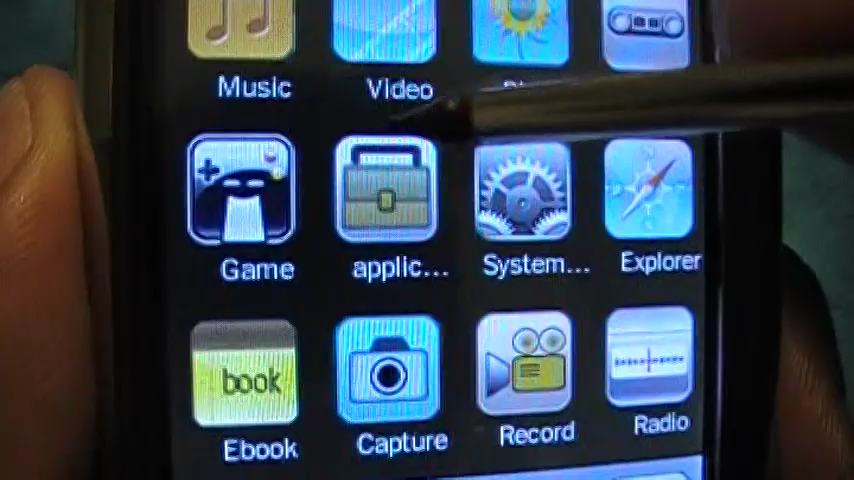 Music Video
Game applic... System... Explorer
book
Ebook Capture Record Radio